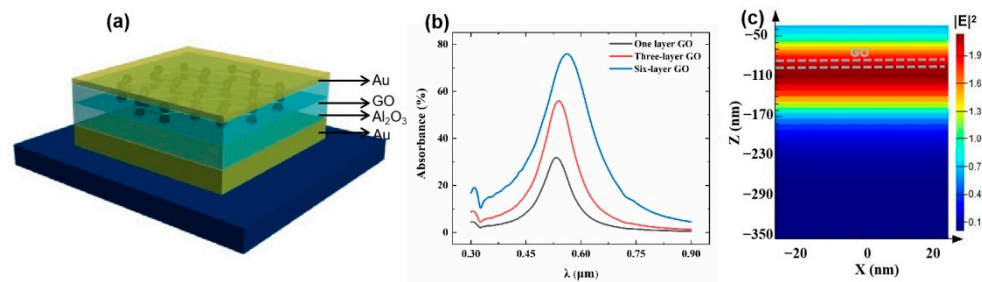 (a)
Au
GO
Al₂O₃
Au
(b)
Absorbance (%)
80
60
40
20
0
One layer GO
Three-layer GO
Six-layer GO
0.30 0.45 0.60 0.75 0.90
λ (μm)
(c)
|E|²
Z (nm)
−50
−110
−170
−230
−290
−350
GO
−20 0 20
X (nm)
1.9
1.6
1.3
1.0
0.7
0.4
0.1